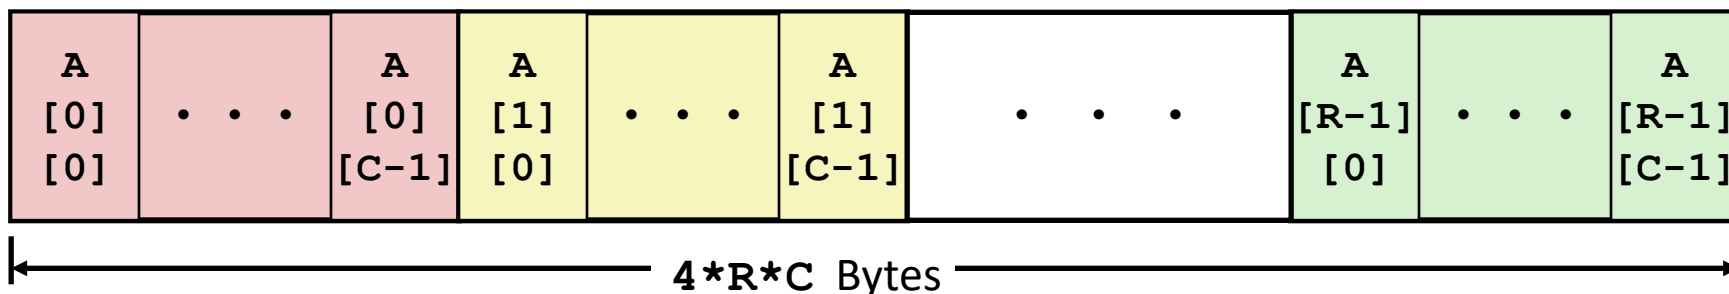 A A A A A A
[0] • • • [0] [1] • • • [1] • • • [R-1] • • • [R-1]
[0] [C-1] [0] [C-1] [0] [C-1]
4*R*C Bytes